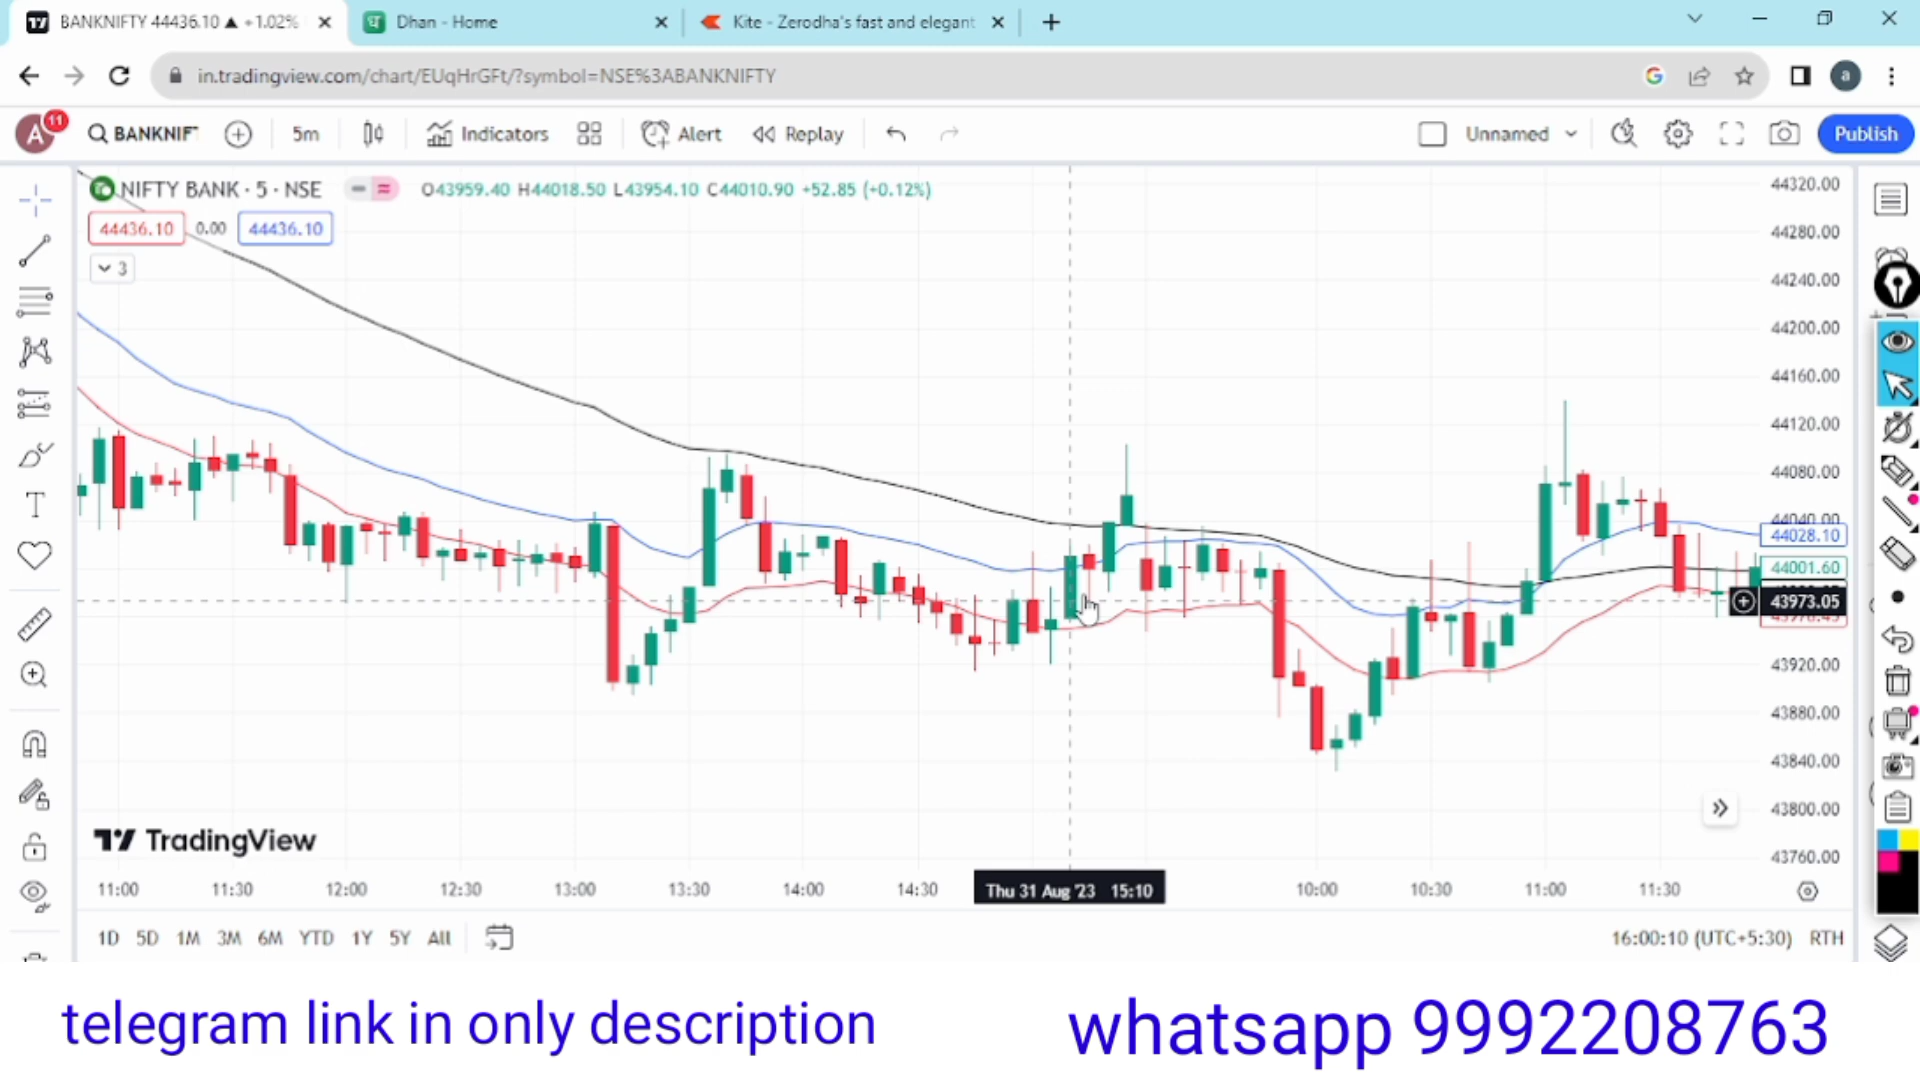 BANKNIFTY 44436.10 ▲ +1.02%
Dhan - Home
Kite - Zerodha's fast and elegant
in.tradingview.com/chart/EUqHrGFt/?symbol=NSE%3ABANKNIFTY
a
A
11
BANKNIF
5m
Indicators
Alert
Replay
Unnamed
Publish
NIFTY BANK · 5 · NSE
O43959.40 H44018.50 L43954.10 C44010.90 +52.85 (+0.12%)
44436.10
0.00
44436.10
3
44320.00
44280.00
44240.00
44200.00
44160.00
44120.00
44080.00
44040.00
44028.10
44001.60
43973.05
43920.00
43880.00
43840.00
43800.00
43760.00
TradingView
11:00
11:30
12:00
12:30
13:00
13:30
14:00
14:30
Thu 31 Aug '23 15:10
10:00
10:30
11:00
11:30
1D 5D 1M 3M 6M YTD 1Y 5Y All
16:00:10 (UTC+5:30) RTH
telegram link in only description
whatsapp 9992208763